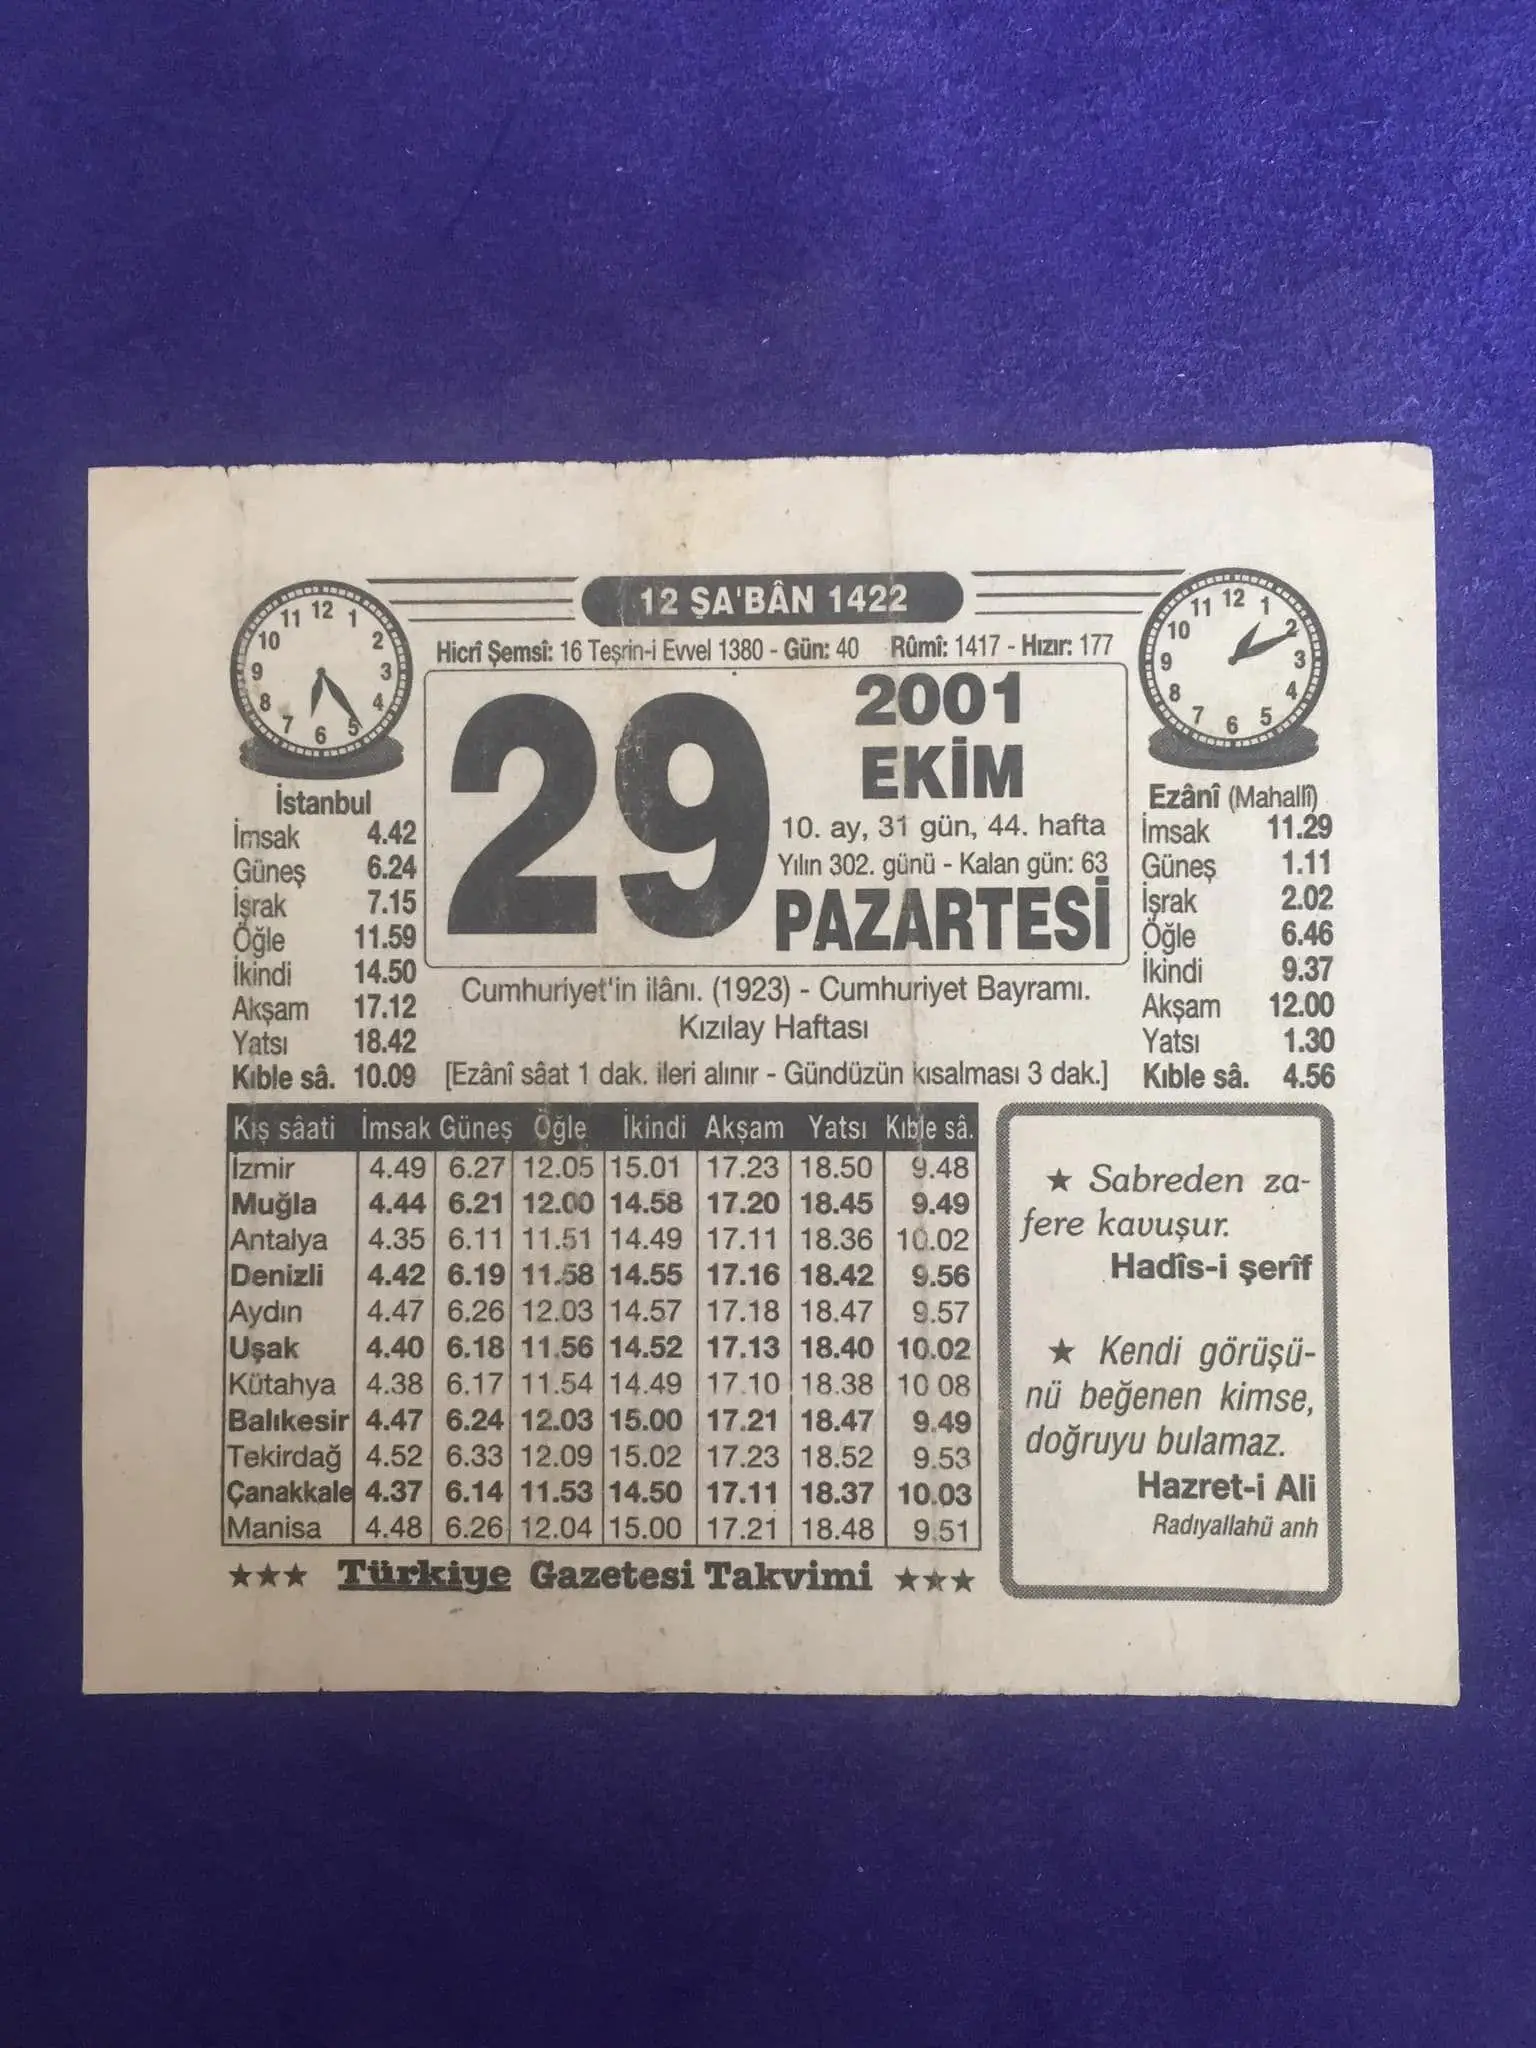 12 ŞA'BÂN 1422
Hicrî Şemsî: 16 Teşrin-i Evvel 1380 - Gün: 40 Rûmî: 1417 - Hızır: 177
12 1 2 3 4 5 6 7 8 9 10 11
12 1 2 3 4 5 6 7 8 9 10 11
29
2001
EKİM
10. ay, 31 gün, 44. hafta
Yılın 302. günü - Kalan gün: 63
PAZARTESİ
İstanbul
İmsak 4.42
Güneş 6.24
İşrak 7.15
Öğle 11.59
İkindi 14.50
Akşam 17.12
Yatsı 18.42
Kıble sâ. 10.09
Ezânî (Mahallî)
İmsak 11.29
Güneş 1.11
İşrak 2.02
Öğle 6.46
İkindi 9.37
Akşam 12.00
Yatsı 1.30
Kıble sâ. 4.56
Cumhuriyet'in ilânı. (1923) - Cumhuriyet Bayramı.
Kızılay Haftası
[Ezânî sâat 1 dak. ileri alınır - Gündüzün kısalması 3 dak.]
Kış sâati İmsak Güneş Öğle İkindi Akşam Yatsı Kıble sâ.
İzmir 4.49 6.27 12.05 15.01 17.23 18.50 9.48
Muğla 4.44 6.21 12.00 14.58 17.20 18.45 9.49
Antalya 4.35 6.11 11.51 14.49 17.11 18.36 10.02
Denizli 4.42 6.19 11.58 14.55 17.16 18.42 9.56
Aydın 4.47 6.26 12.03 14.57 17.18 18.47 9.57
Uşak 4.40 6.18 11.56 14.52 17.13 18.40 10.02
Kütahya 4.38 6.17 11.54 14.49 17.10 18.38 10 08
Balıkesir 4.47 6.24 12.03 15.00 17.21 18.47 9.49
Tekirdağ 4.52 6.33 12.09 15.02 17.23 18.52 9.53
Çanakkale 4.37 6.14 11.53 14.50 17.11 18.37 10.03
Manisa 4.48 6.26 12.04 15.00 17.21 18.48 9.51
★★★ Türkiye Gazetesi Takvimi ★★★
★ Sabreden za-
fere kavuşur.
Hadîs-i şerîf
★ Kendi görüşü-
nü beğenen kimse,
doğruyu bulamaz.
Hazret-i Ali
Radıyallahü anh